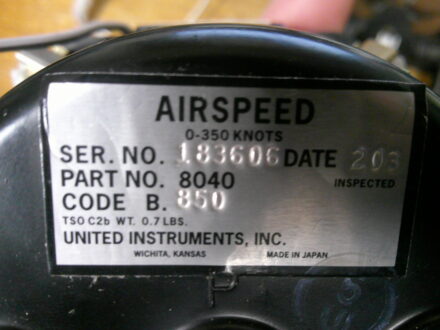 AIRSPEED
0-350 KNOTS
SER. NO. 183606 DATE 203
PART NO. 8040 INSPECTED
CODE B. 850
TSO C2b WT. 0.7 LBS.
UNITED INSTRUMENTS, INC.
WICHITA, KANSAS MADE IN JAPAN
P